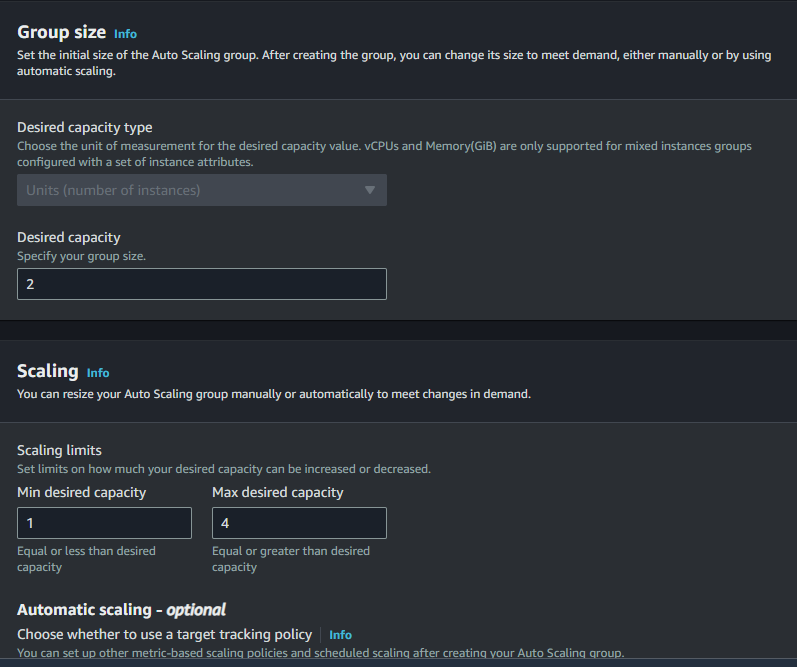 Group size Info
Set the initial size of the Auto Scaling group. After creating the group, you can change its size to meet demand, either manually or by using
automatic scaling.
Desired capacity type
Choose the unit of measurement for the desired capacity value. vCPUs and Memory(GiB) are only supported for mixed instances groups
configured with a set of instance attributes.
Units (number of instances)
Desired capacity
Specify your group size.
2
Scaling Info
You can resize your Auto Scaling group manually or automatically to meet changes in demand.
Scaling limits
Set limits on how much your desired capacity can be increased or decreased.
Min desired capacity Max desired capacity
1 4
Equal or less than desired Equal or greater than desired
capacity capacity
Automatic scaling - optional
Choose whether to use a target tracking policy Info
You can set up other metric-based scaling policies and scheduled scaling after creating your Auto Scaling group.